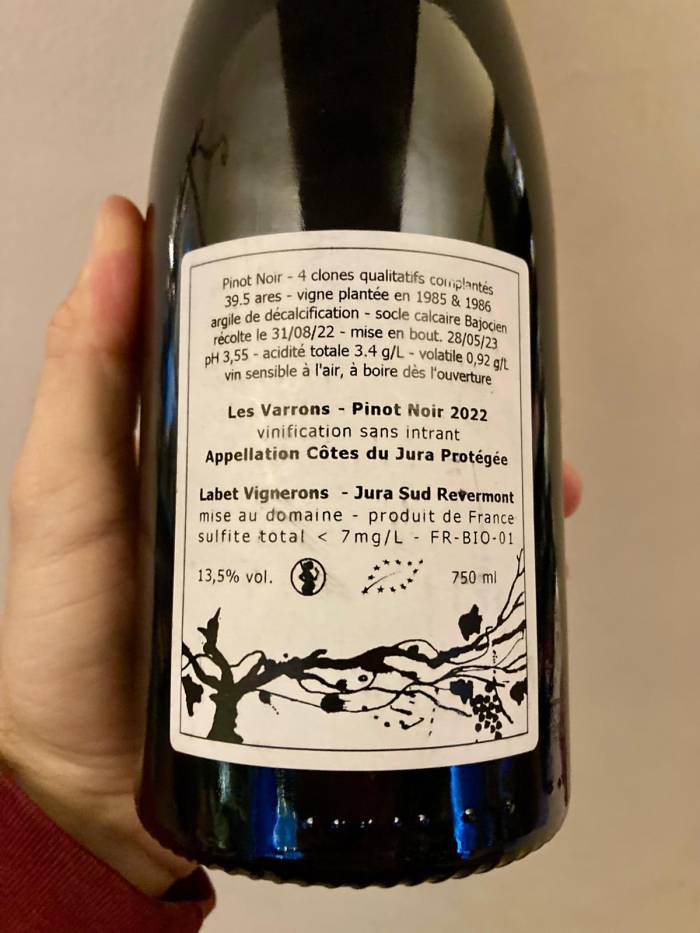 Pinot Noir - 4 clones qualitatifs complantés
39.5 ares - vigne plantée en 1985 & 1986
argile de décalcification - socle calcaire Bajocien
récolte le 31/08/22 - mise en bout. 28/05/23
pH 3,55 - acidité totale 3.4 g/L - volatile 0,92 g/L
vin sensible à l'air, à boire dès l'ouverture
Les Varrons - Pinot Noir 2022
vinification sans intrant
Appellation Côtes du Jura Protégée
Labet Vignerons - Jura Sud Revermont
mise au domaine - produit de France
sulfite total < 7mg/L - FR-BIO-01
13,5% vol. 750 ml